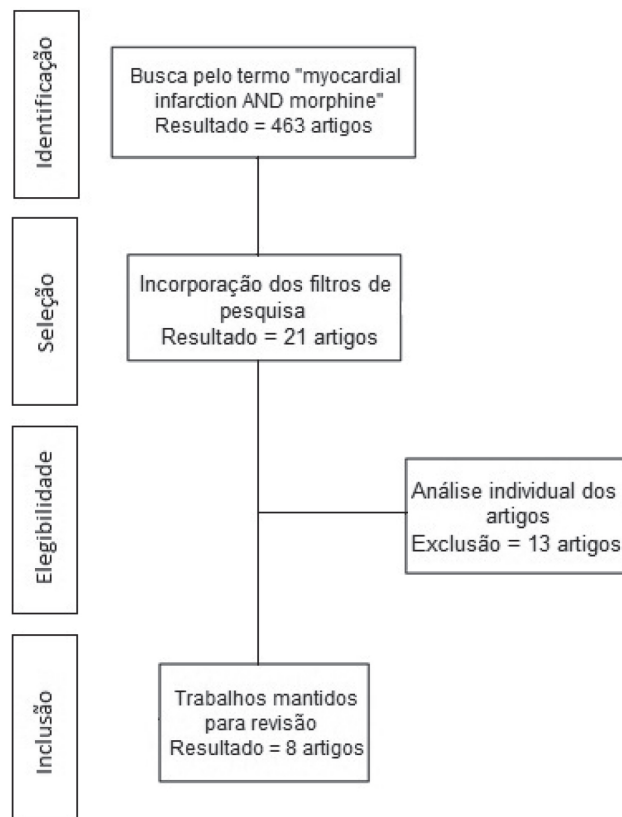 Identificação
Busca pelo termo "myocardial
infarction AND morphine"
Resultado = 463 artigos
Seleção
Incorporação dos filtros de
pesquisa
Resultado = 21 artigos
Elegibilidade
Análise individual dos
artigos
Exclusão = 13 artigos
Inclusão
Trabalhos mantidos
para revisão
Resultado = 8 artigos